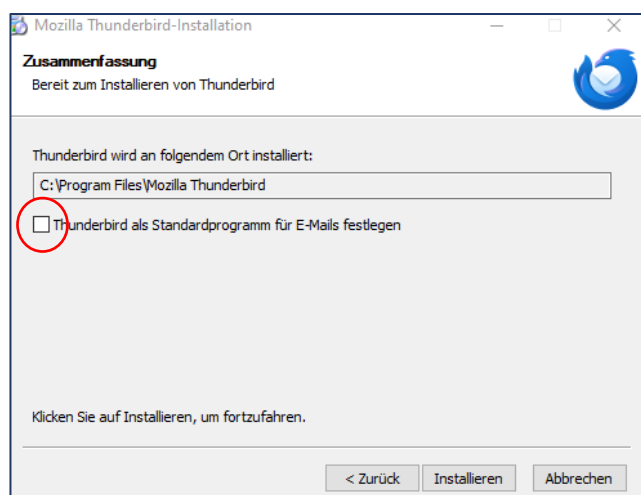 Mozilla Thunderbird-Installation
Zusammenfassung
Bereit zum Installieren von Thunderbird
Thunderbird wird an folgendem Ort installiert:
C:\Program Files\Mozilla Thunderbird
Thunderbird als Standardprogramm für E-Mails festlegen
Klicken Sie auf Installieren, um fortzufahren.
< Zurück Installieren Abbrechen